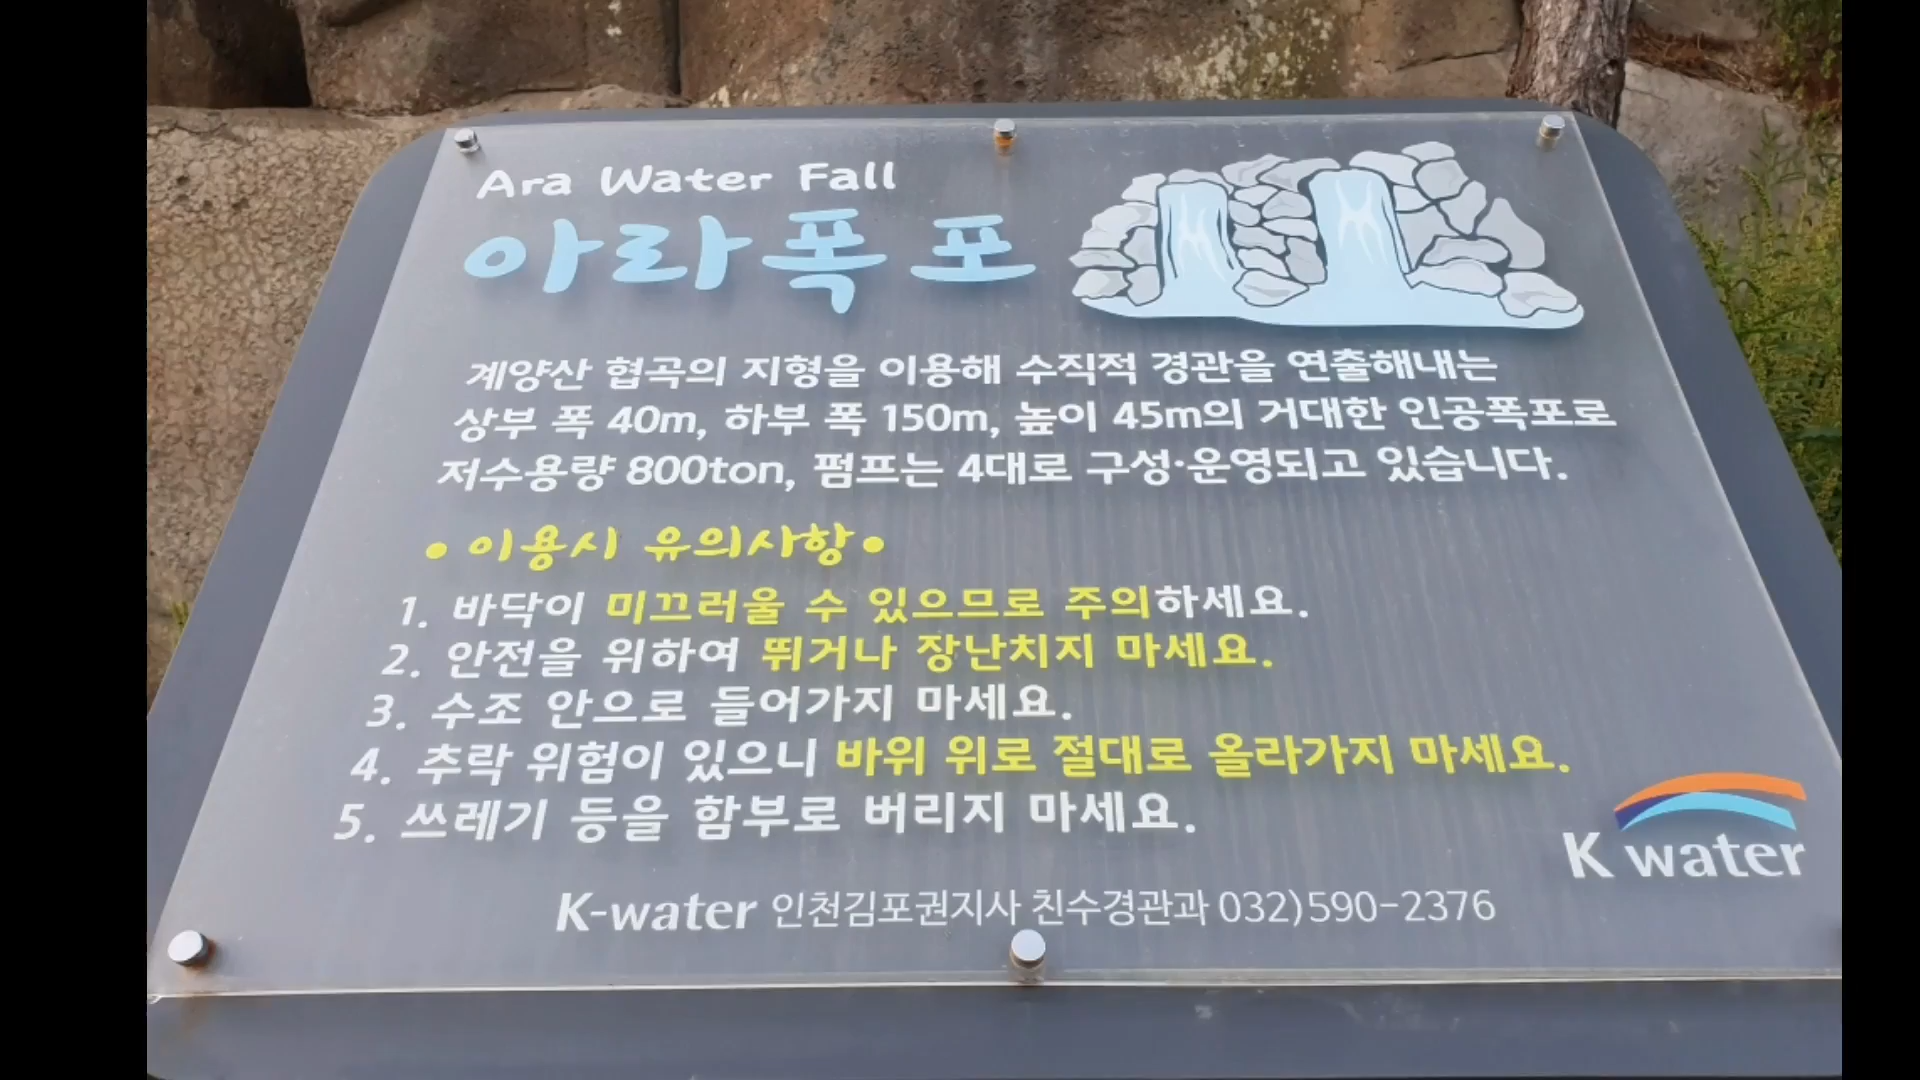 Ara Water Fall
아라폭포
계양산 협곡의 지형을 이용해 수직적 경관을 연출해내는
상부 폭 40m, 하부 폭 150m, 높이 45m의 거대한 인공폭포로
저수용량 800ton, 펌프는 4대로 구성·운영되고 있습니다.
• 이용시 유의사항 •
1. 바닥이 미끄러울 수 있으므로 주의하세요.
2. 안전을 위하여 뛰거나 장난치지 마세요.
3. 수조 안으로 들어가지 마세요.
4. 추락 위험이 있으니 바위 위로 절대로 올라가지 마세요.
5. 쓰레기 등을 함부로 버리지 마세요.
K water
K-water 인천김포권지사 친수경관과 032)590-2376